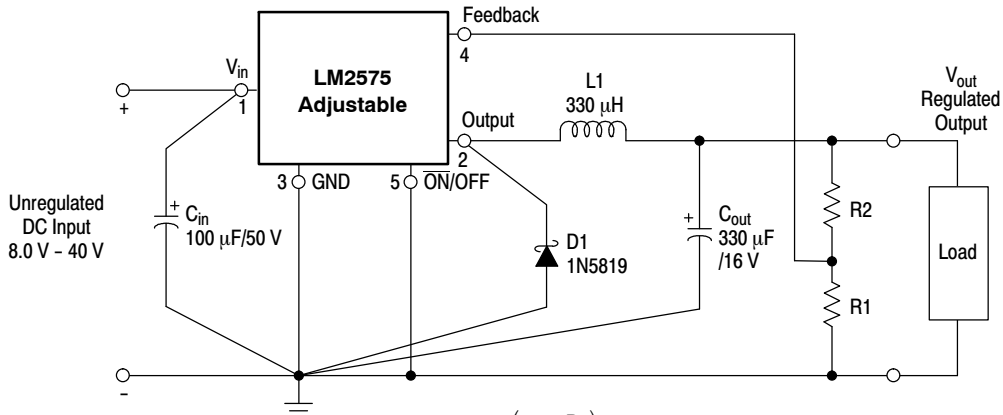 Feedback
4
V_in
1
LM2575
Adjustable
L1
330 μH
V_out
Regulated
Output
Output
2
+
3 GND
5 O̅N̅/OFF
Unregulated
DC Input
8.0 V – 40 V
+
C_in
100 μF/50 V
D1
1N5819
+
C_out
330 μF
/16 V
R2
Load
R1
-